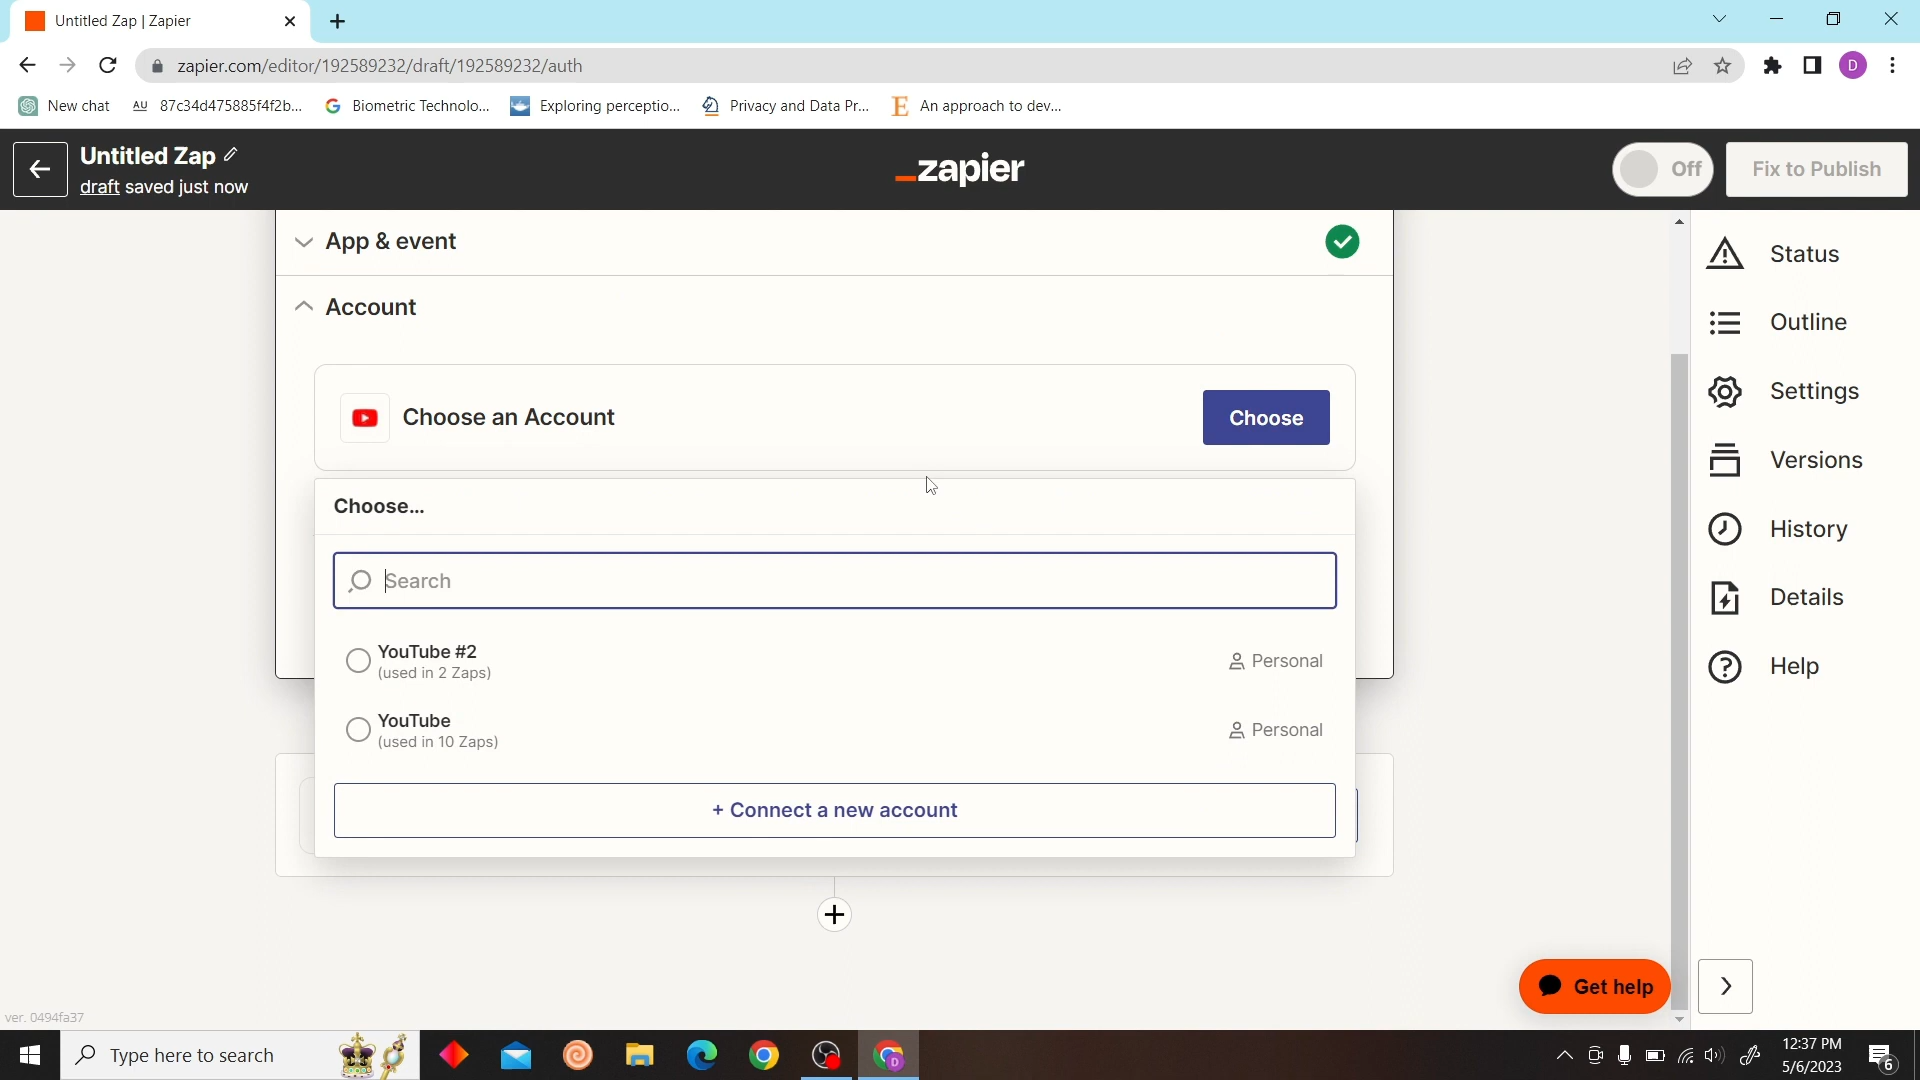 Untitled Zap | Zapier
zapier.com/editor/192589232/draft/192589232/auth
D
New chat
AU 87c34d475885f4f2b...
Biometric Technolo...
Exploring perceptio...
Privacy and Data Pr...
E An approach to dev...
Untitled Zap
draft saved just now
_zapier
Off
Fix to Publish
App & event
Account
Choose an Account
Choose
Choose...
Search
YouTube #2
(used in 2 Zaps)
Personal
YouTube
(used in 10 Zaps)
Personal
+ Connect a new account
Status
Outline
Settings
Versions
History
Details
Help
Get help
ver. 0494fa37
Type here to search
D
12:37 PM
5/6/2023
6